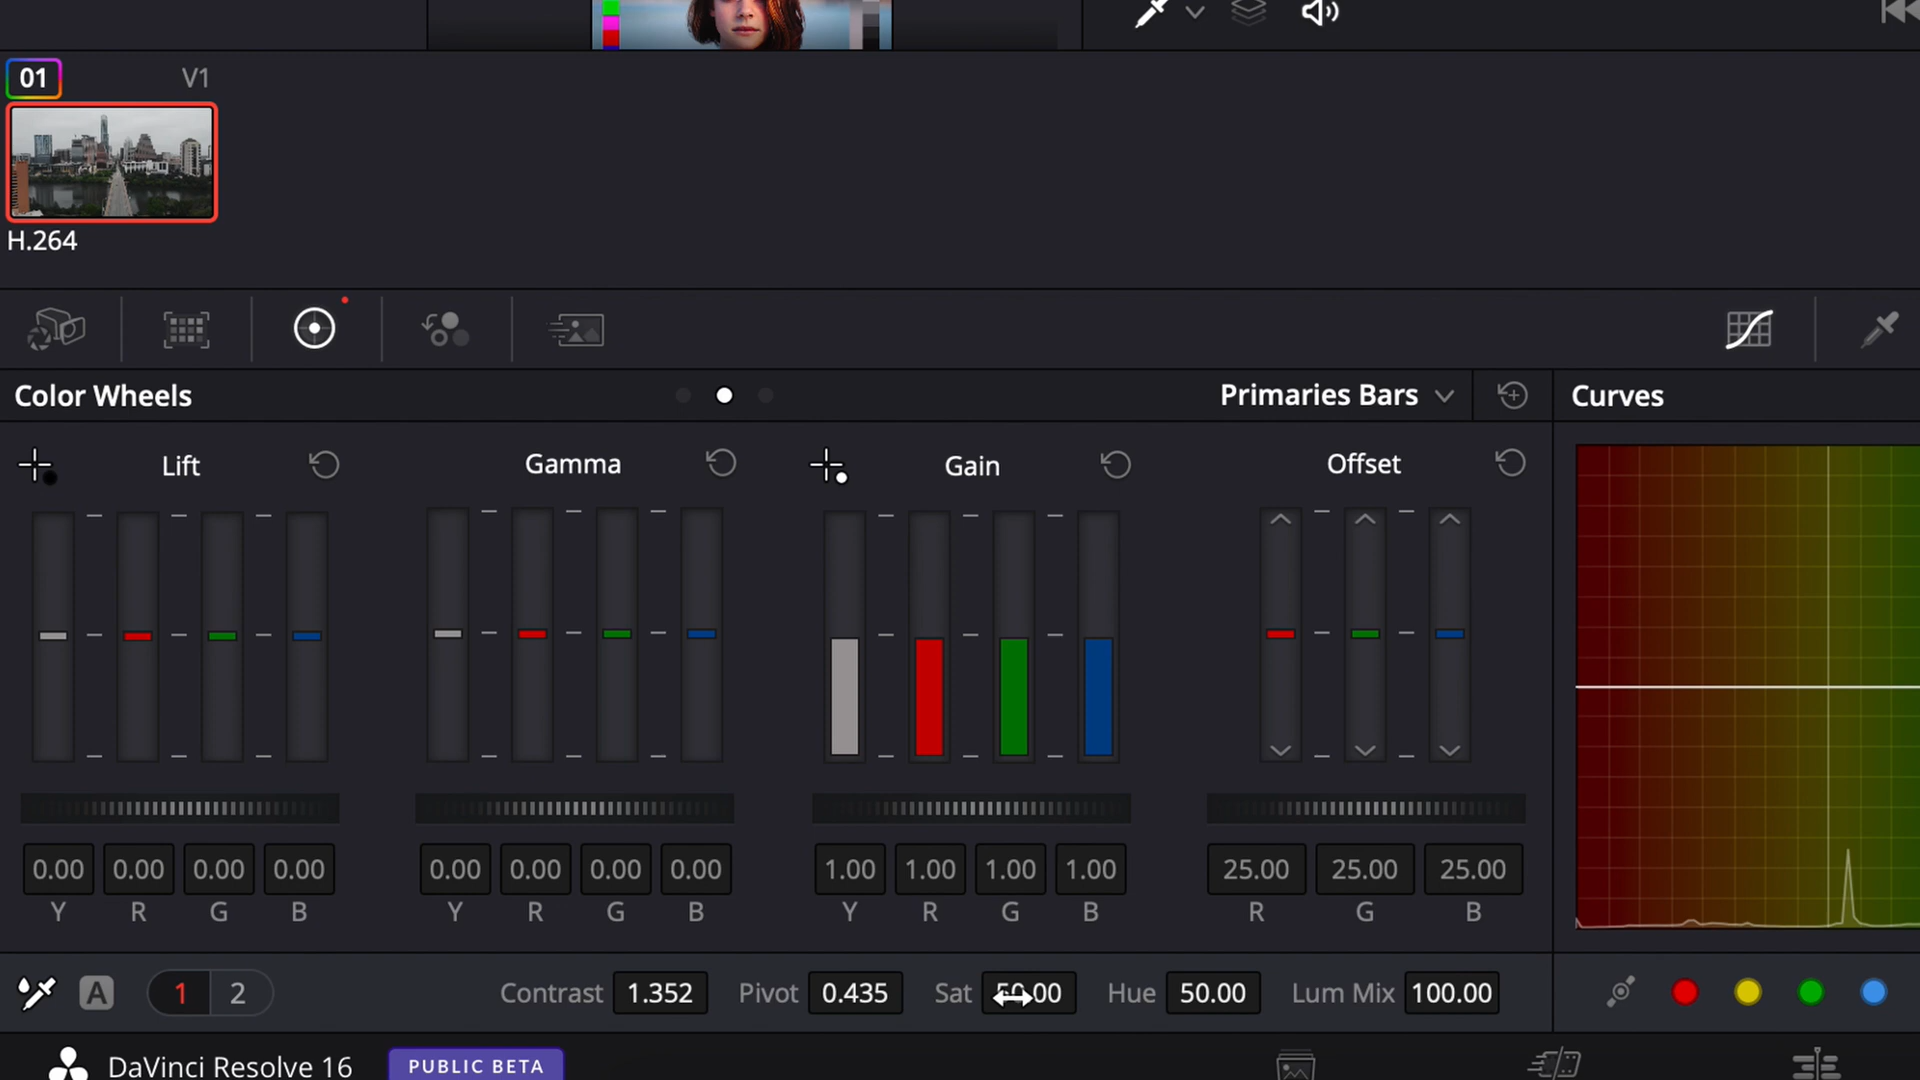 01 V1
H.264
Color Wheels Primaries Bars Curves
Lift Gamma Gain Offset
0.00 0.00 0.00 0.00 0.00 0.00 0.00 0.00 1.00 1.00 1.00 1.00 25.00 25.00 25.00
Y R G B Y R G B Y R G B R G B
A 1 2 Contrast 1.352 Pivot 0.435 Sat 50.00 Hue 50.00 Lum Mix 100.00
DaVinci Resolve 16 PUBLIC BETA